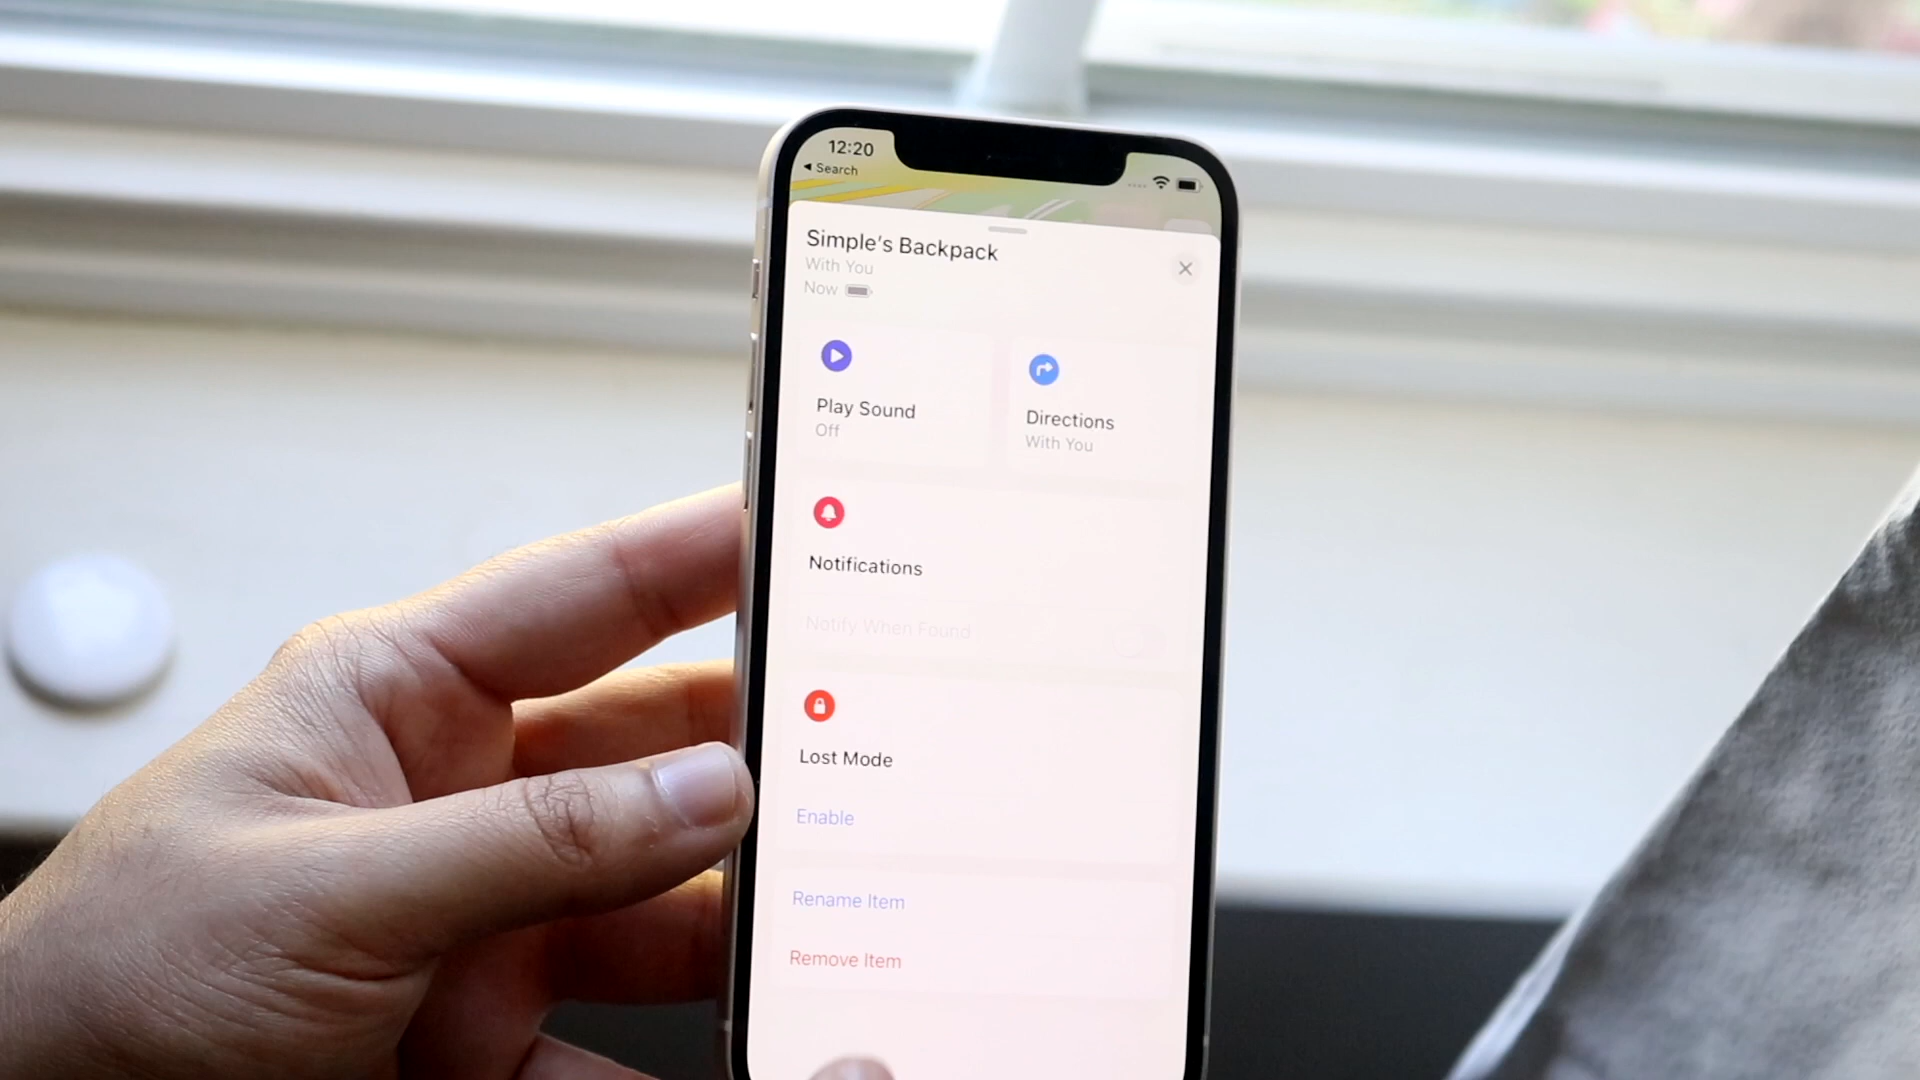 12:20
◀ Search
Simple's Backpack
With You
Now
Play Sound
Off
Directions
With You
Notifications
Notify When Found
Lost Mode
Enable
Rename Item
Remove Item